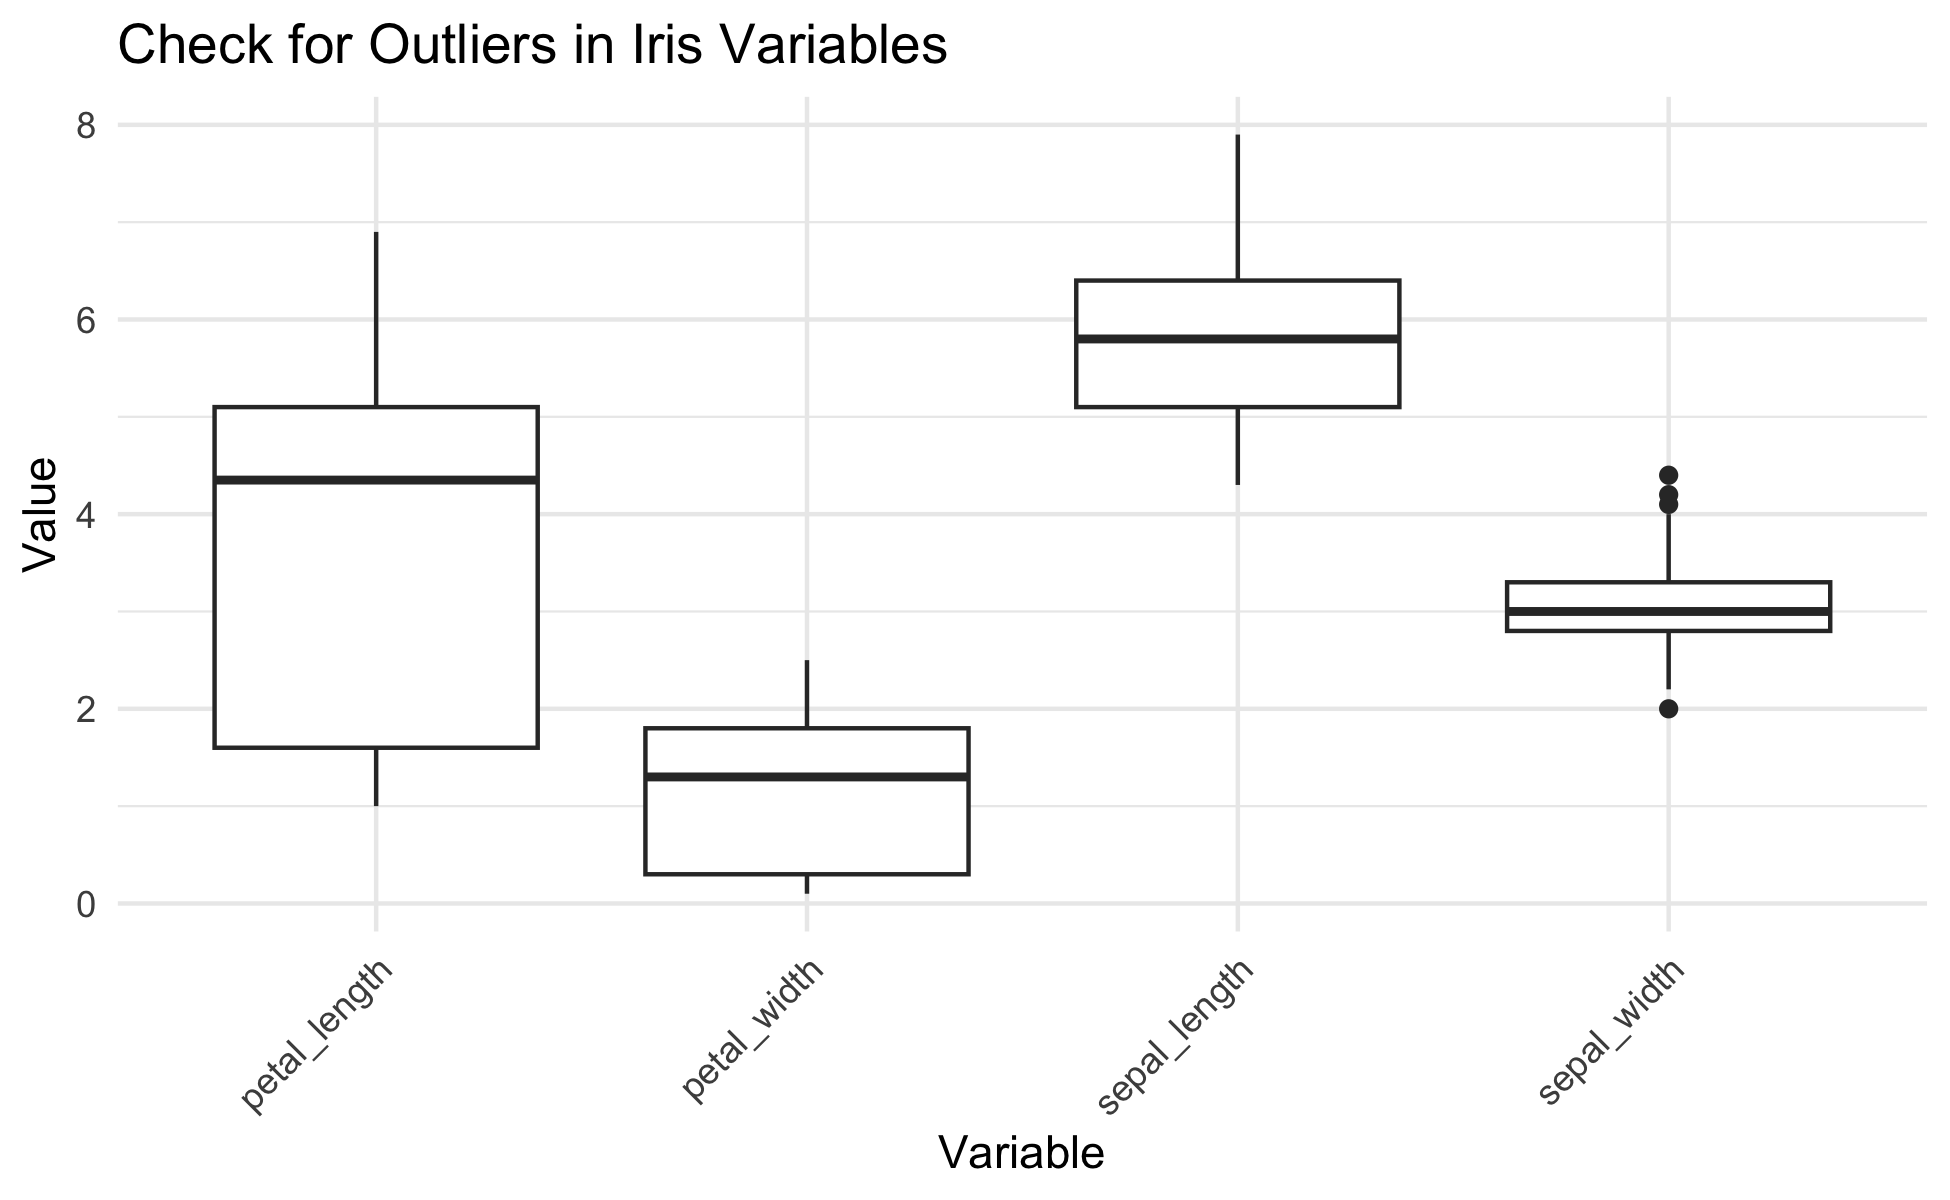 Check for Outliers in Iris Variables
Value
8
6
4
2
0
petal_length
petal_width
sepal_length
sepal_width
Variable